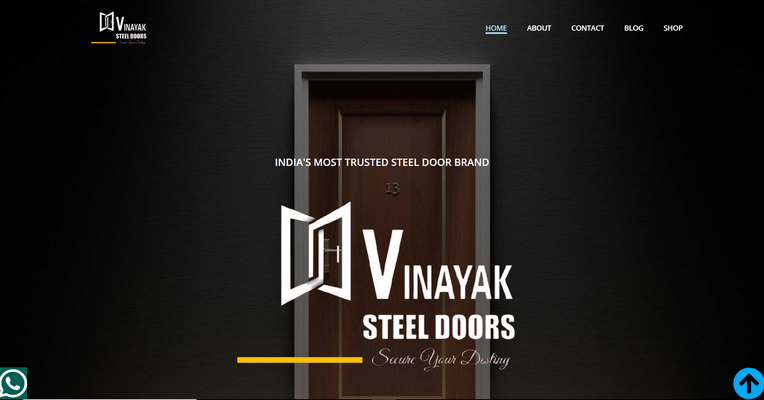 VINAYAK
STEEL DOORS
Secure Your Destiny
HOME ABOUT CONTACT BLOG SHOP
INDIA'S MOST TRUSTED STEEL DOOR BRAND
13
VINAYAK
STEEL DOORS
Secure Your Destiny